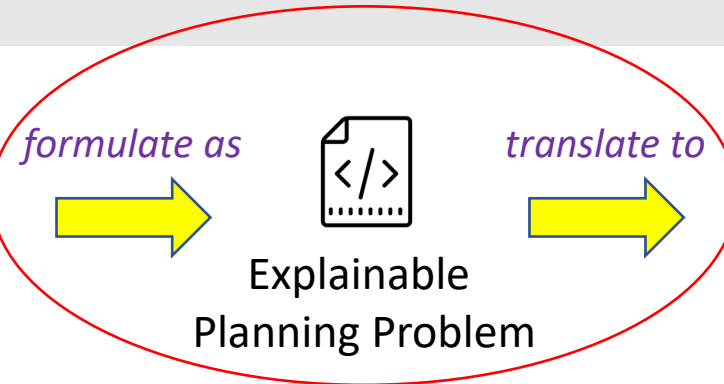 formulate as
</>
translate to
Explainable
Planning Problem